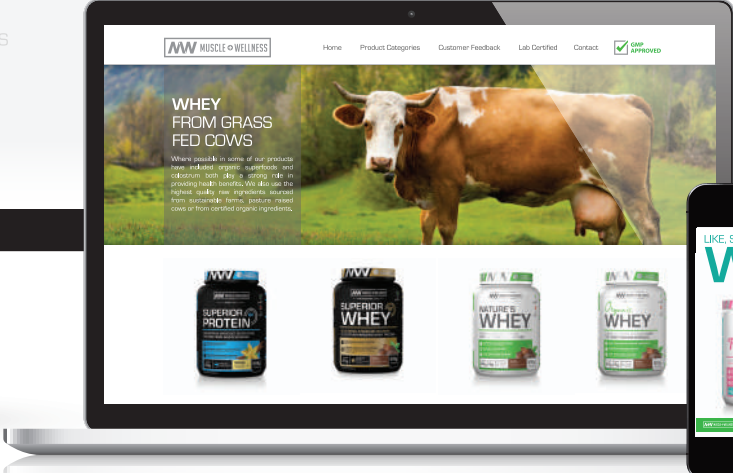 S
MW MUSCLE WELLNESS
Home Product Categories Customer Feedback Lab Certified Contact GMP APPROVED
WHEY
FROM GRASS
FED COWS
Where possible in some of our products
have included organic superfoods and
colostrum both play a strong role in
providing health benefits. We also use the
highest quality raw ingredients sourced
from sustainable farms, pasture raised
cows or from certified organic ingredients.
LIKE, S
W
SUPERIOR
PROTEIN
SUPERIOR
WHEY
NATURE'S
WHEY
Organic
WHEY